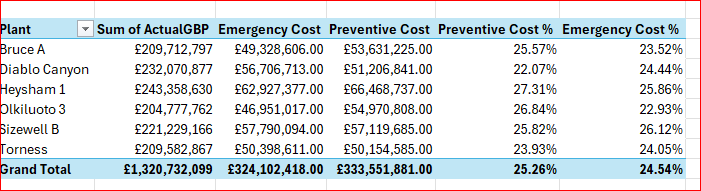 Plant Sum of ActualGBP Emergency Cost Preventive Cost Preventive Cost % Emergency Cost %
Bruce A £209,712,797 £49,328,606.00 £53,631,225.00 25.57% 23.52%
Diablo Canyon £232,070,877 £56,706,713.00 £51,206,841.00 22.07% 24.44%
Heysham 1 £243,358,630 £62,927,377.00 £66,468,737.00 27.31% 25.86%
Olkiluoto 3 £204,777,762 £46,951,017.00 £54,970,808.00 26.84% 22.93%
Sizewell B £221,229,166 £57,790,094.00 £57,119,685.00 25.82% 26.12%
Torness £209,582,867 £50,398,611.00 £50,154,585.00 23.93% 24.05%
Grand Total £1,320,732,099 £324,102,418.00 £333,551,881.00 25.26% 24.54%